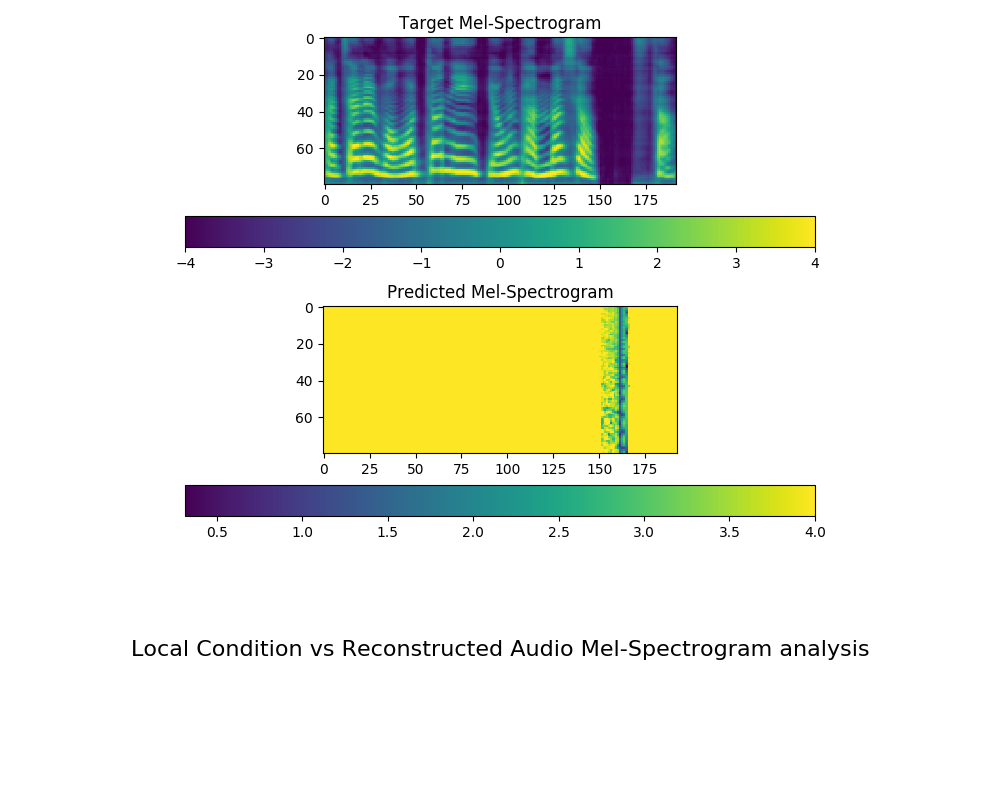 Target Mel-Spectrogram
0
20
40
60
0 25 50 75 100 125 150 175
−4 −3 −2 −1 0 1 2 3 4
Predicted Mel-Spectrogram
0
20
40
60
0 25 50 75 100 125 150 175
0.5 1.0 1.5 2.0 2.5 3.0 3.5 4.0
Local Condition vs Reconstructed Audio Mel-Spectrogram analysis